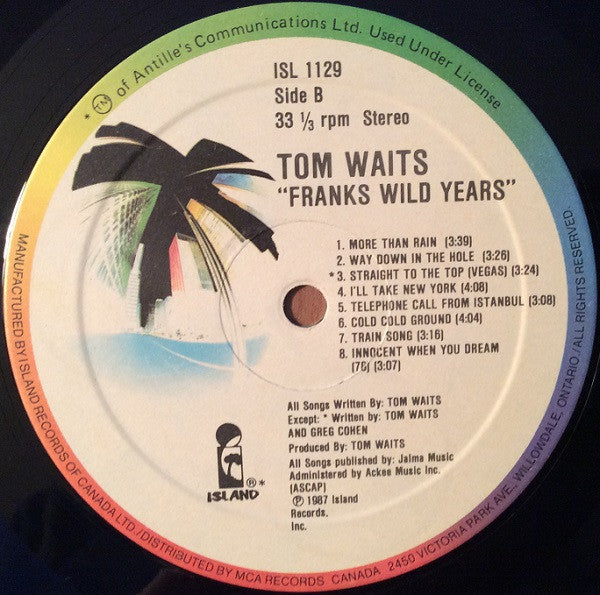 * ™ of Antille's Communications Ltd. Used Under License
ISL 1129
Side B
33 ⅓ rpm Stereo
TOM WAITS
"FRANKS WILD YEARS"
1. MORE THAN RAIN (3:39)
2. WAY DOWN IN THE HOLE (3:26)
*3. STRAIGHT TO THE TOP (VEGAS) (3:24)
4. I'LL TAKE NEW YORK (4:08)
5. TELEPHONE CALL FROM ISTANBUL (3:08)
6. COLD COLD GROUND (4:04)
7. TRAIN SONG (3:16)
8. INNOCENT WHEN YOU DREAM
(78) (3:07)
All Songs Written By: TOM WAITS
Except: * Written by: TOM WAITS
AND GREG COHEN
Produced By: TOM WAITS
All Songs published by: Jalma Music
Administered by Ackee Music Inc.
(ASCAP)
℗ 1987 Island
Records,
Inc.
ISLAND ®*
MANUFACTURED BY ISLAND RECORDS OF CANADA LTD./DISTRIBUTED BY MCA RECORDS CANADA 2450 VICTORIA PARK AVE. WILLOWDALE, ONTARIO./ALL RIGHTS RESERVED.